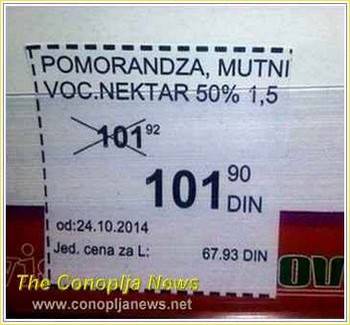 POMORANDZA, MUTNI
VOC.NEKTAR 50% 1,5
101 92
101 90
DIN
od:24.10.2014
Jed. cena za L: 67.93 DIN
The Conoplja News
www.conopljanews.net